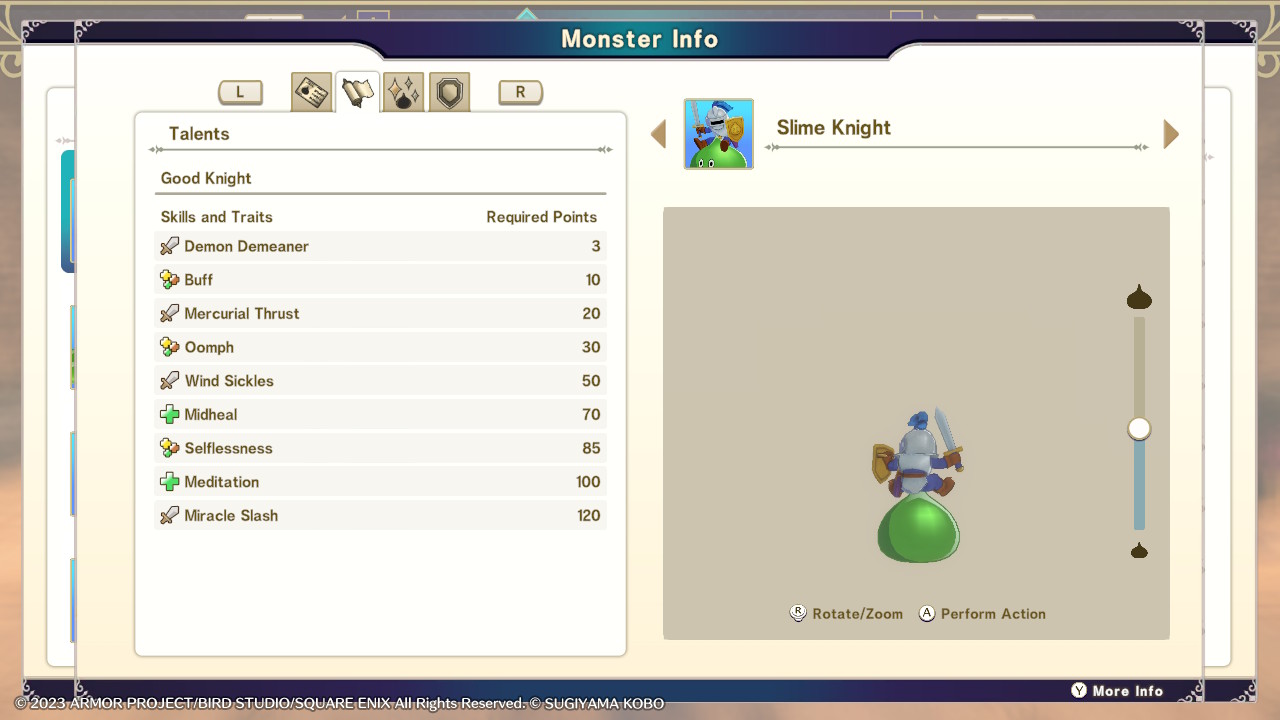 Monster Info
L
R
Talents
Good Knight
Skills and Traits Required Points
Demon Demeaner 3
Buff 10
Mercurial Thrust 20
Oomph 30
Wind Sickles 50
Midheal 70
Selflessness 85
Meditation 100
Miracle Slash 120
Slime Knight
R Rotate/Zoom A Perform Action
Y More Info
© 2023 ARMOR PROJECT/BIRD STUDIO/SQUARE ENIX All Rights Reserved. © SUGIYAMA KOBO